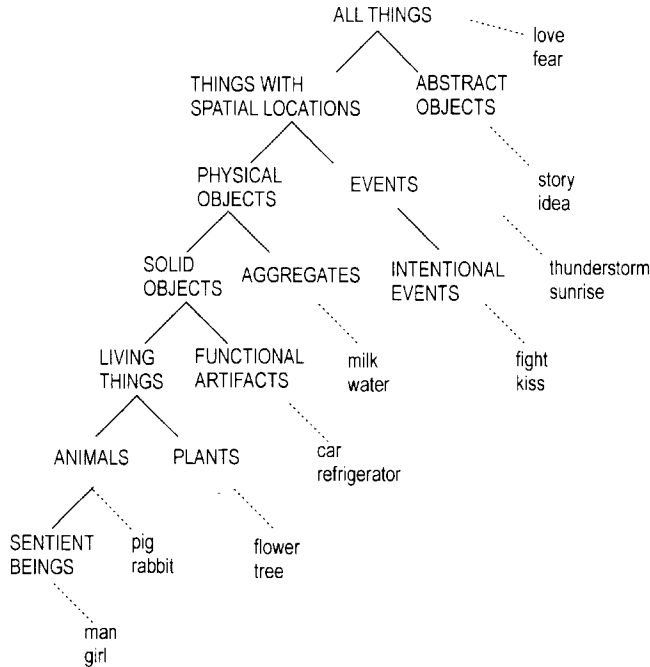 ALL THINGS
love
fear
THINGS WITH
SPATIAL LOCATIONS
ABSTRACT
OBJECTS
PHYSICAL
OBJECTS
EVENTS
story
idea
SOLID
OBJECTS
AGGREGATES
INTENTIONAL
EVENTS
thunderstorm
sunrise
LIVING
THINGS
FUNCTIONAL
ARTIFACTS
milk
water
fight
kiss
ANIMALS
PLANTS
car
refrigerator
SENTIENT
BEINGS
pig
rabbit
flower
tree
man
girl